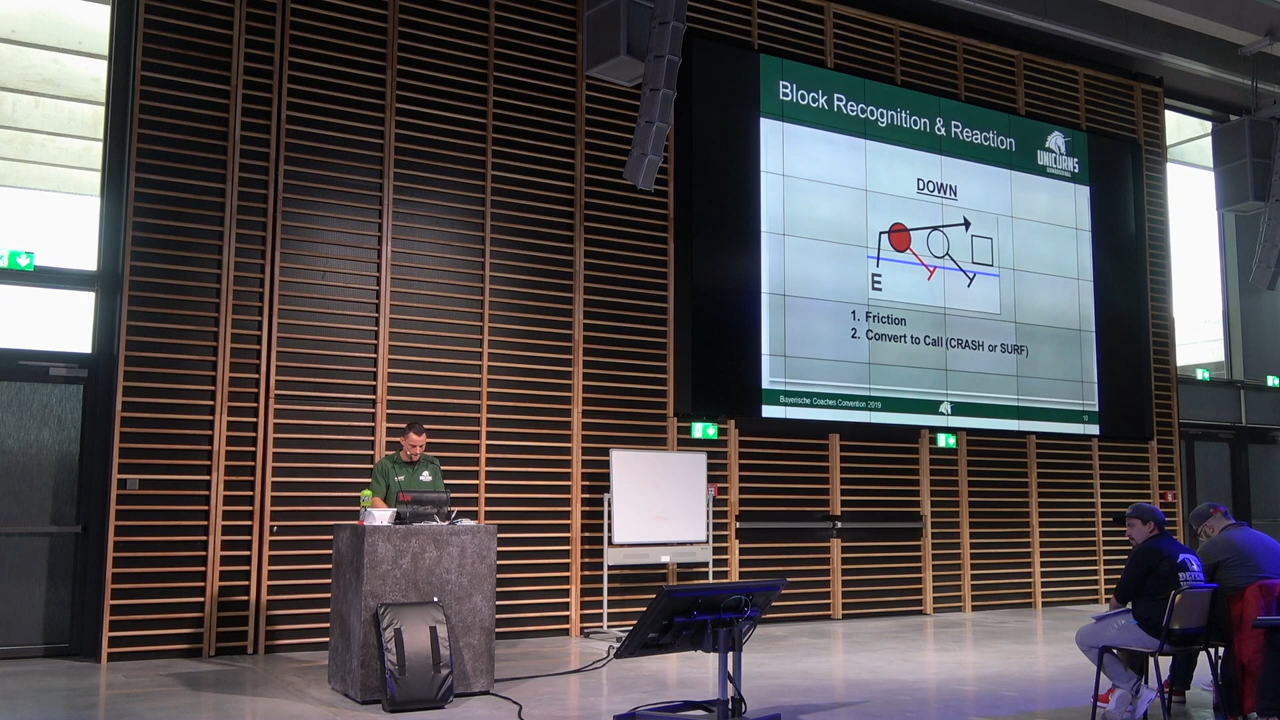 Block Recognition & Reaction
UNICORNS
DOWN
E
1. Friction
2. Convert to Call (CRASH or SURF)
Bayerische Coaches Convention 2019
10